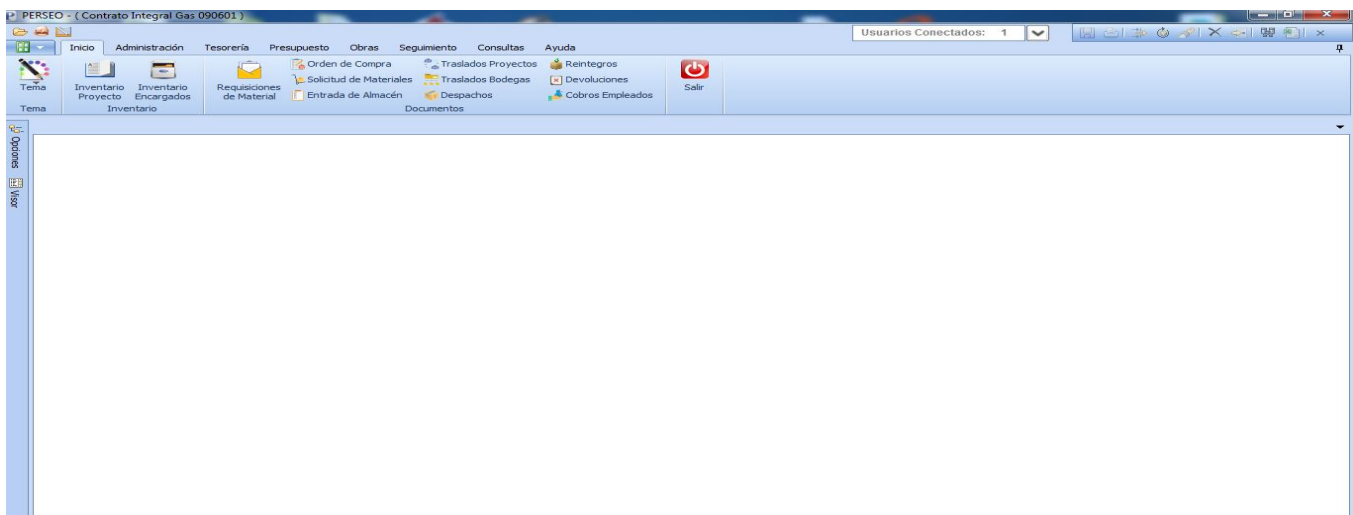 PERSEO - ( Contrato Integral Gas 090601 )
Usuarios Conectados: 1
Inicio Administración Tesorería Presupuesto Obras Seguimiento Consultas Ayuda
Tema
Inventario Proyecto
Inventario Encargados
Requisiciones de Material
Orden de Compra
Solicitud de Materiales
Entrada de Almacén
Traslados Proyectos
Traslados Bodegas
Despachos
Reintegros
Devoluciones
Cobros Empleados
Salir
Tema Inventario Documentos
Opciones
Visor